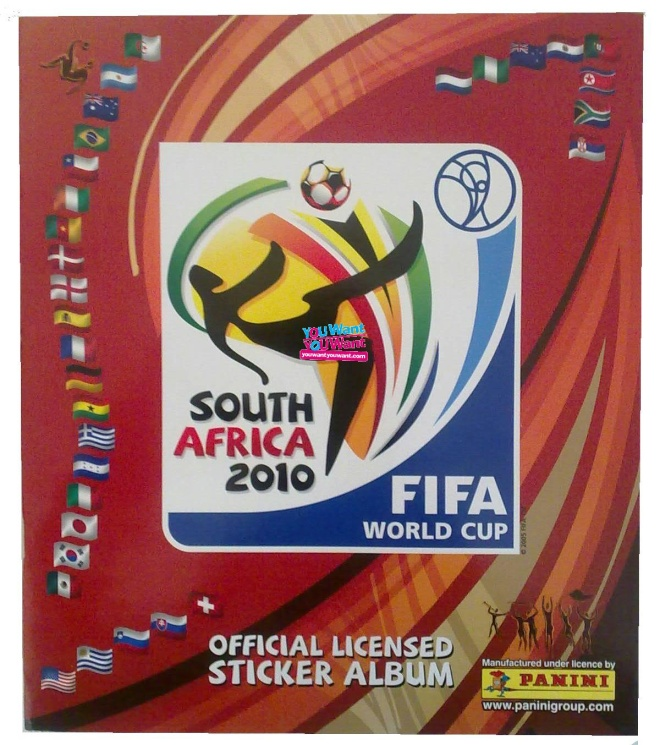 YOU Want
YOU Want
youwantyouwant.com
SOUTH
AFRICA
2010
FIFA
WORLD CUP
OFFICIAL LICENSED
STICKER ALBUM
Manufactured under licence by
PANINI
www.paninigroup.com